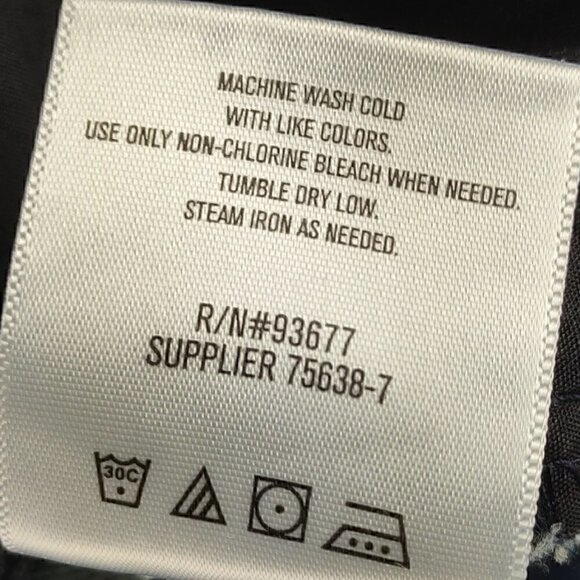 MACHINE WASH COLD
WITH LIKE COLORS.
USE ONLY NON-CHLORINE BLEACH WHEN NEEDED.
TUMBLE DRY LOW.
STEAM IRON AS NEEDED.
R/N#93677
SUPPLIER 75638-7
30C